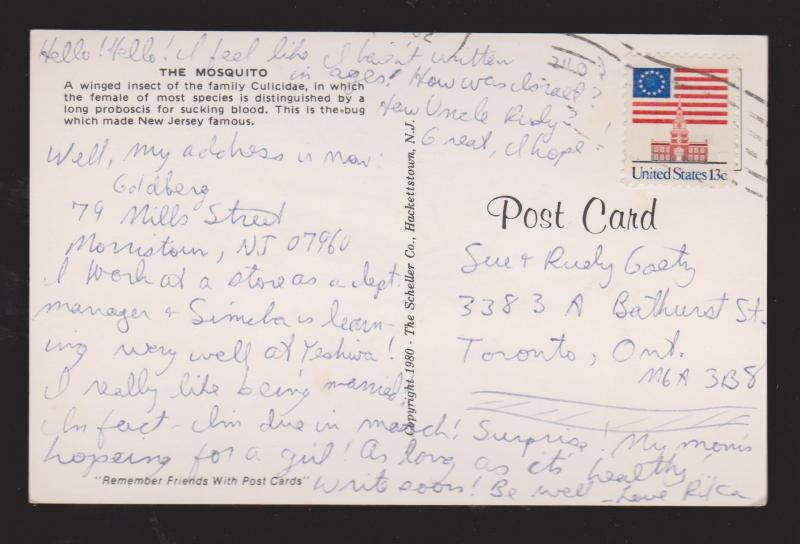 Hello! Hello! I feel like I haven't written
in ages! How was Israel?
How Uncle Rudy?
Great, I hope!
THE MOSQUITO
A winged insect of the family Culicidae, in which
the female of most species is distinguished by a
long proboscis for sucking blood. This is the bug
which made New Jersey famous.
Well, my address is now:
Goldberg
79 Mills Street
Morristown, NJ 07960
I work at a store as a dept.
manager & Simcha is learn-
ing very well at Yeshiva!
I really like being married
In fact - I'm due in march! Surprise! My mom's
hopeing for a girl! As long as it's healthy!
Write soon! Be well - Love Rifka
"Remember Friends With Post Cards"
Copyright 1980 - The Scheller Co., Hackettstown, N.J.
United States 13c
Post Card
Sue & Rudy Goetz
3383 A Bathurst St.
Toronto, Ont.
M6A 3B8